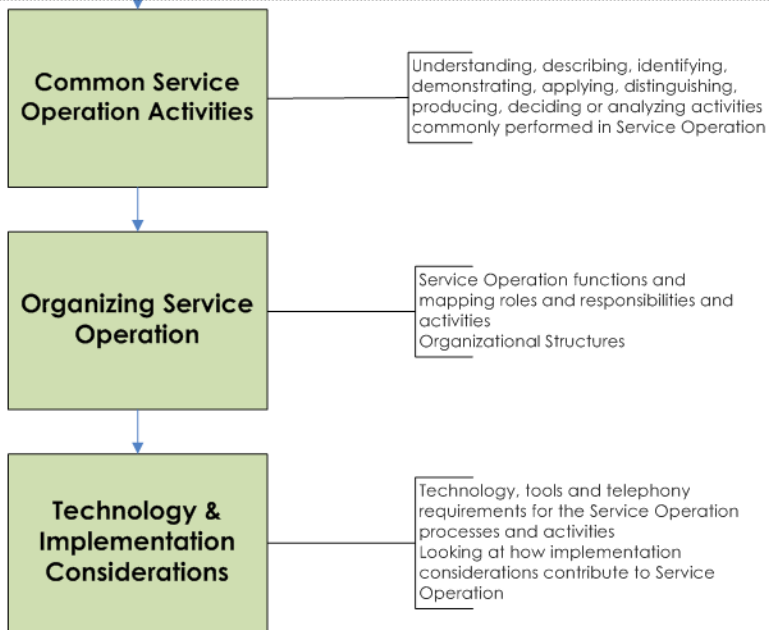 Common Service
Operation Activities
Understanding, describing, identifying,
demonstrating, applying, distinguishing,
producing, deciding or analyzing activities
commonly performed in Service Operation
Organizing Service
Operation
Service Operation functions and
mapping roles and responsibilities and
activities
Organizational Structures
Technology &
Implementation
Considerations
Technology, tools and telephony
requirements for the Service Operation
processes and activities
Looking at how implementation
considerations contribute to Service
Operation